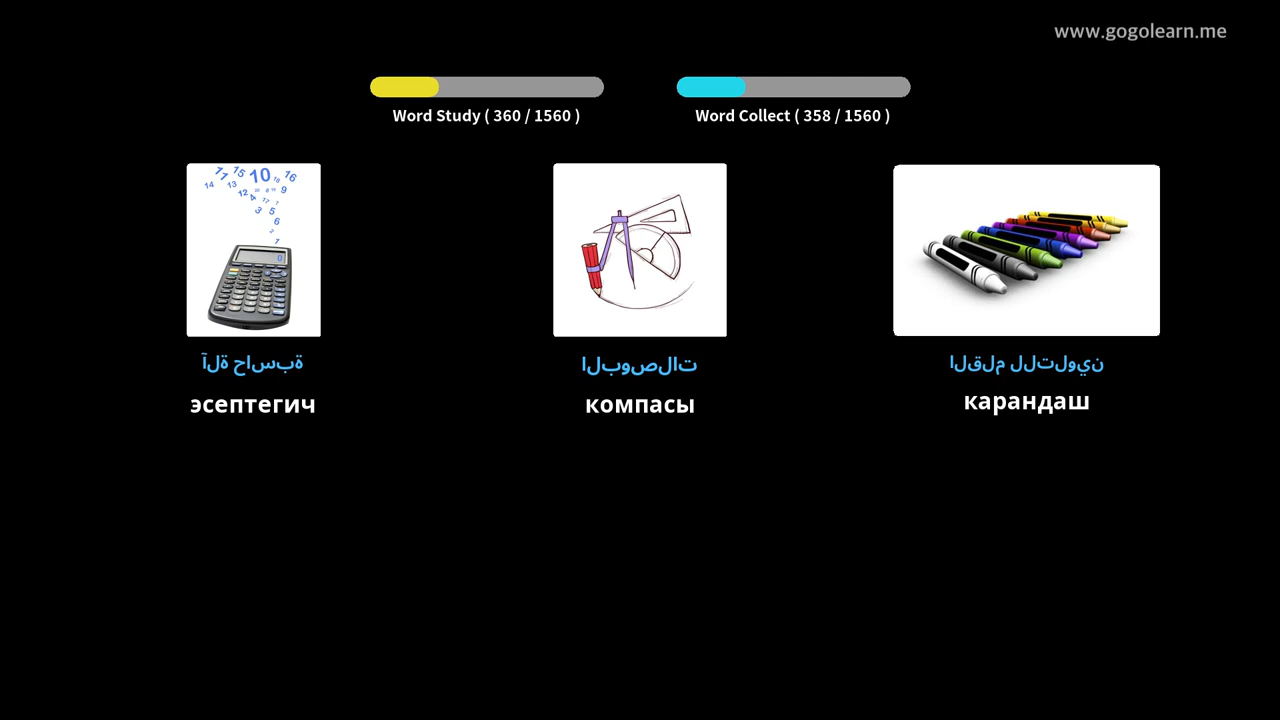 www.gogolearn.me
Word Study ( 360 / 1560 )
Word Collect ( 358 / 1560 )
آلة حاسبة
البوصلات
القلم للتلوين
эсептегич
компасы
карандаш